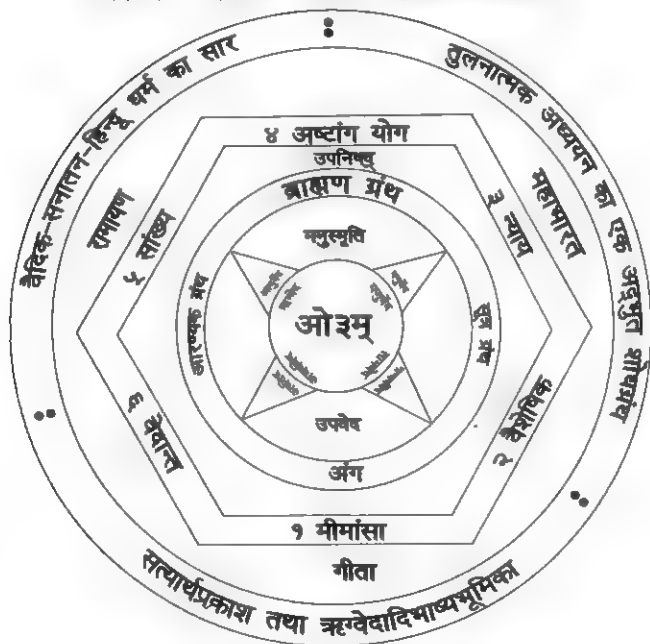 वैदिक-सनातन-हिन्दू धर्म का सार
तुलनात्मक अध्ययन का एक अद्भुत शोधग्रंथ
सत्यार्थप्रकाश तथा ऋग्वेदादिभाष्यभूमिका
रामायण
महाभारत
गीता
४ अष्टांग योग
३ न्याय
२ वैशेषिक
१ मीमांसा
६ वेदान्त
५ सांख्य
उपनिषद्
ब्राह्मण ग्रंथ
सूत्र ग्रंथ
अंग
आरण्यक ग्रंथ
मनुस्मृति
उपवेद
ओ३म्